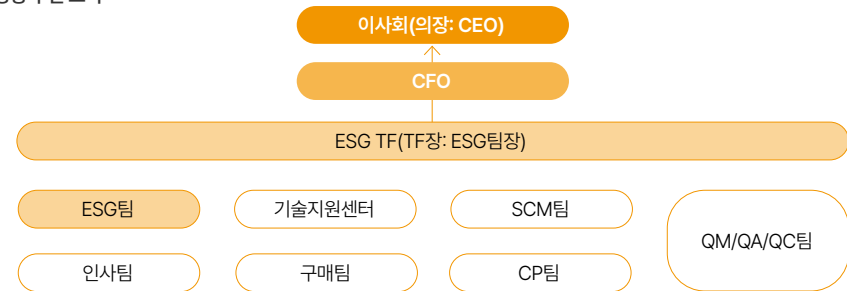 이사회(의장: CEO)
CFO
ESG TF(TF장: ESG팀장)
ESG팀
기술지원센터
SCM팀
QM/QA/QC팀
인사팀
구매팀
CP팀